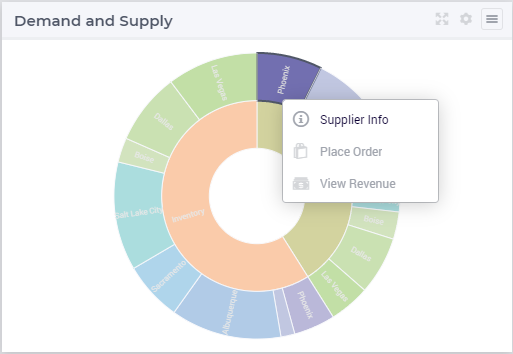 Demand and Supply
Las Vegas
Phoenix
Dallas
Boise
Supplier Info
Place Order
View Revenue
Salt Lake City
Inventory
Boise
Dallas
Sacramento
Las Vegas
Albuquerque
Phoenix